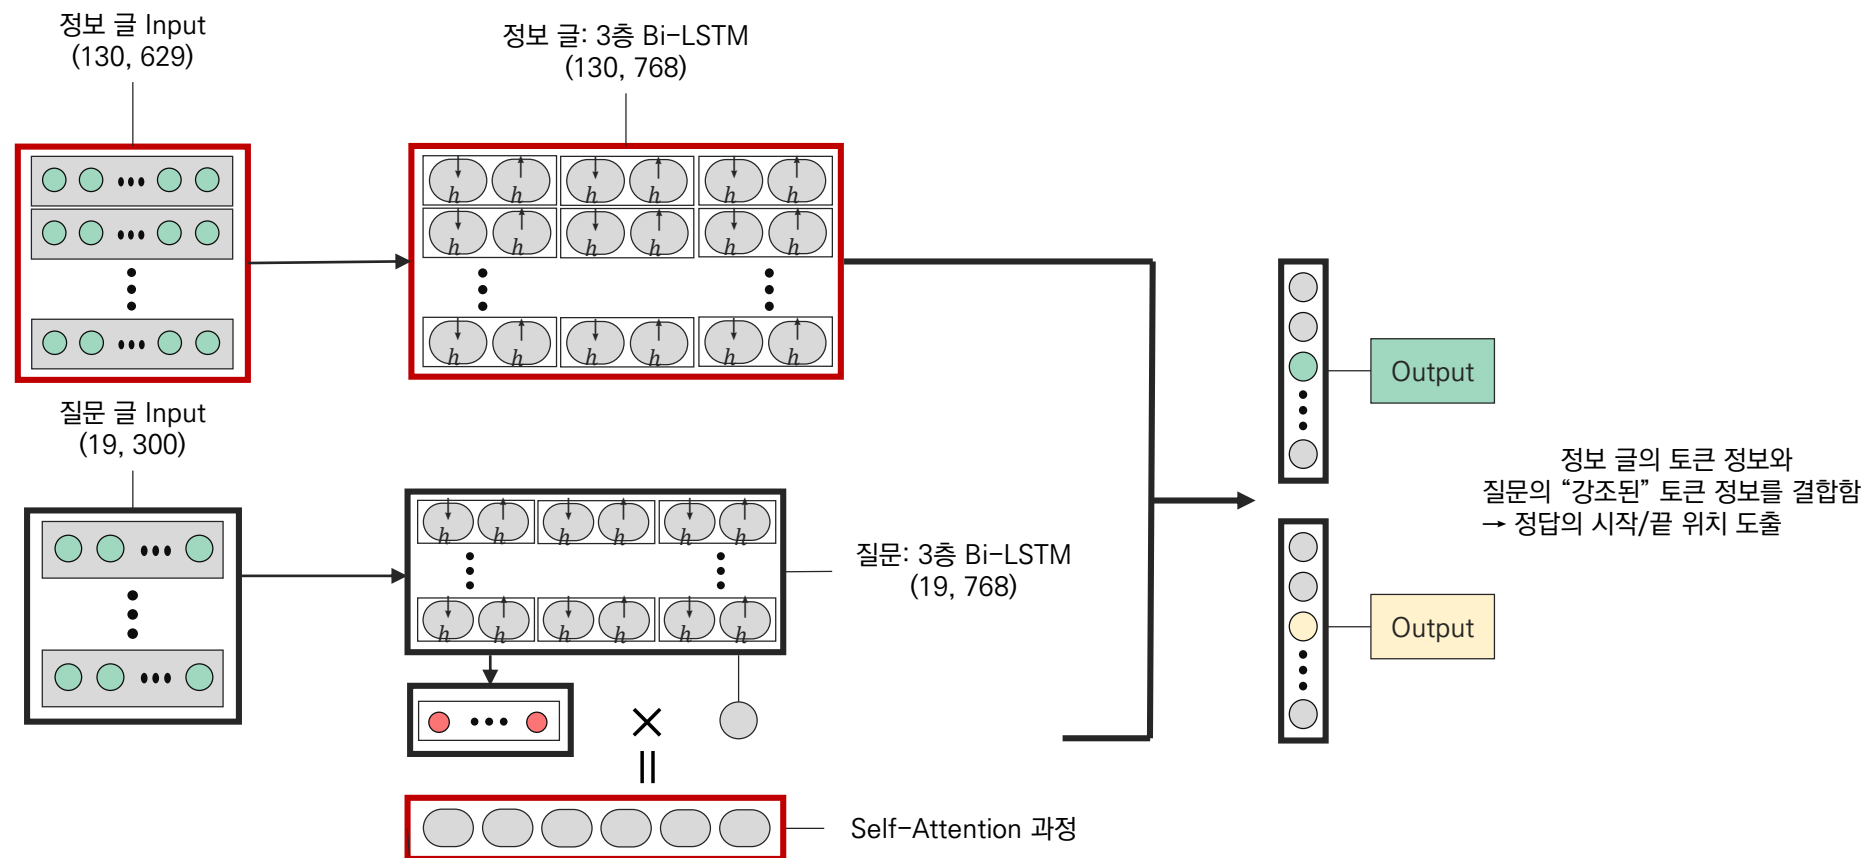 정보 글 Input
(130, 629)
정보 글: 3층 Bi-LSTM
(130, 768)
h h h h h h
h h h h h h
h h h h h h
질문 글 Input
(19, 300)
h h h h h h
h h h h h h
질문: 3층 Bi-LSTM
(19, 768)
×
=
Self-Attention 과정
Output
Output
정보 글의 토큰 정보와
질문의 “강조된” 토큰 정보를 결합함
→ 정답의 시작/끝 위치 도출